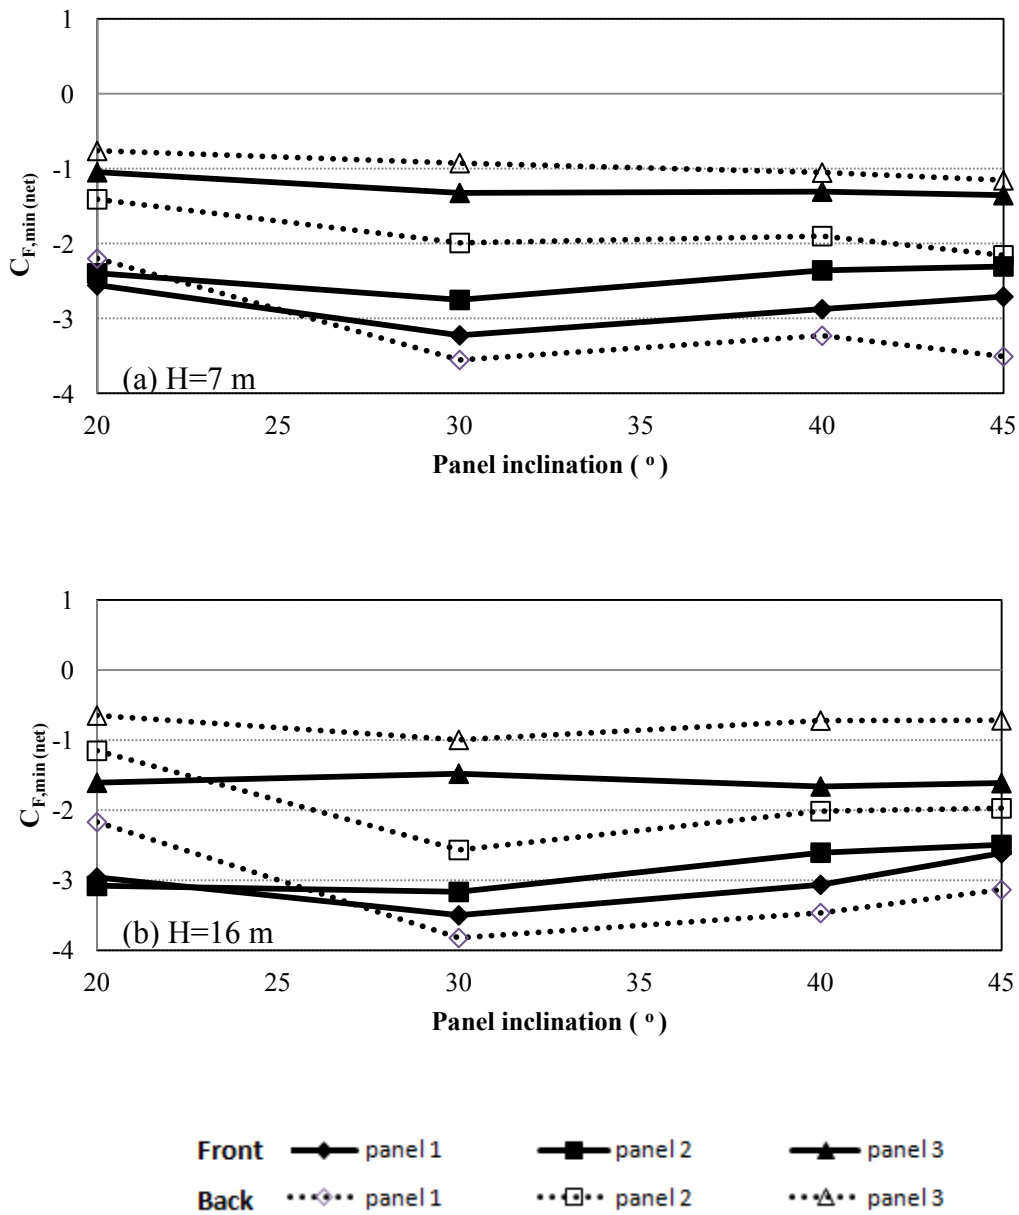 1
0
-1
-2
-3
-4
C_F,min (net)
(a) H=7 m
20 25 30 35 40 45
Panel inclination ( º )
1
0
-1
-2
-3
-4
C_F,min (net)
(b) H=16 m
20 25 30 35 40 45
Panel inclination ( º )
Front panel 1 panel 2 panel 3
Back panel 1 panel 2 panel 3